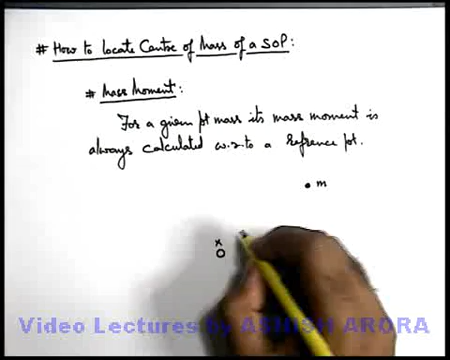 # How to Locate Centre of Mass of a SOP:
# Mass Moment:
For a given pt mass its mass moment is
always calculated w.r.to a Reference pt.
m
x
O
Video Lectures by ASHISH ARORA